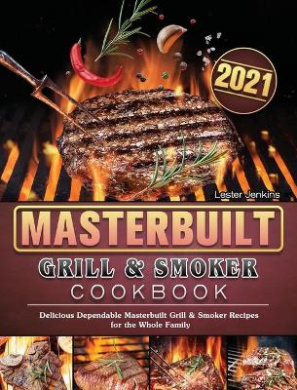 2021
Lester Jenkins
MASTERBUILT
GRILL & SMOKER
COOKBOOK
Delicious Dependable Masterbuilt Grill & Smoker Recipes
for the Whole Family